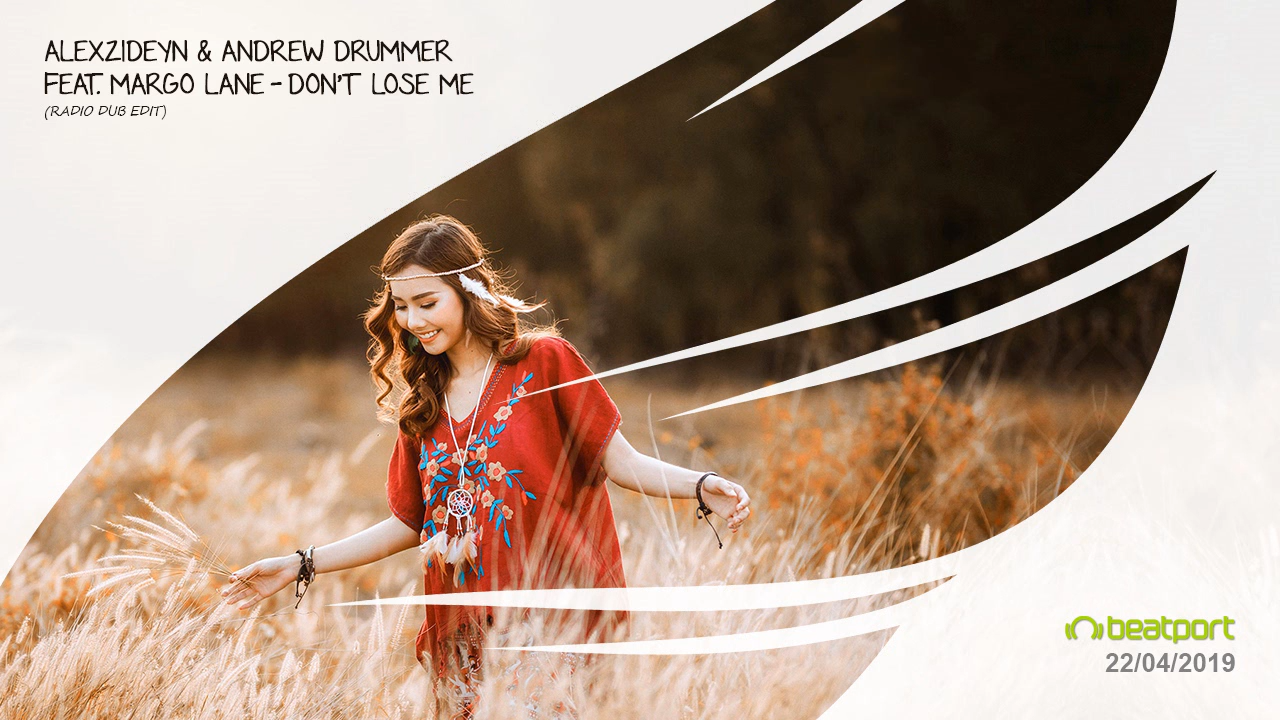 ALEXZIDEYN & ANDREW DRUMMER
FEAT. MARGO LANE - DON'T LOSE ME
(RADIO DUB EDIT)
beatport
22/04/2019